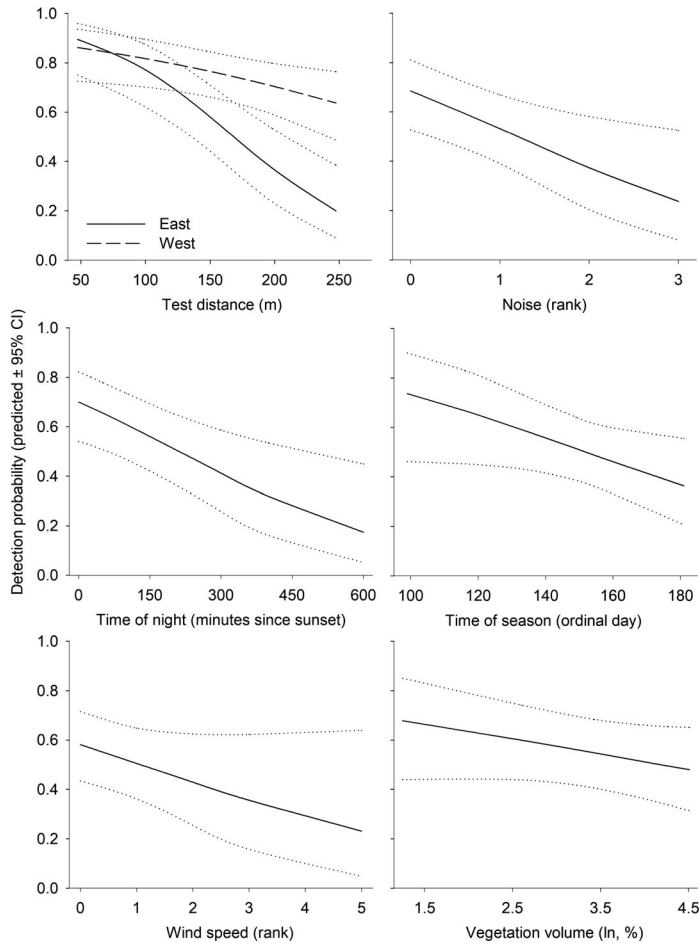 Detection probability (predicted ± 95% CI)
1.0
0.8
0.6
0.4
0.2
0.0
East
West
50 100 150 200 250
Test distance (m)
0 1 2 3
Noise (rank)
1.0
0.8
0.6
0.4
0.2
0.0
0 150 300 450 600
Time of night (minutes since sunset)
100 120 140 160 180
Time of season (ordinal day)
1.0
0.8
0.6
0.4
0.2
0.0
0 1 2 3 4 5
Wind speed (rank)
1.5 2.5 3.5 4.5
Vegetation volume (ln, %)